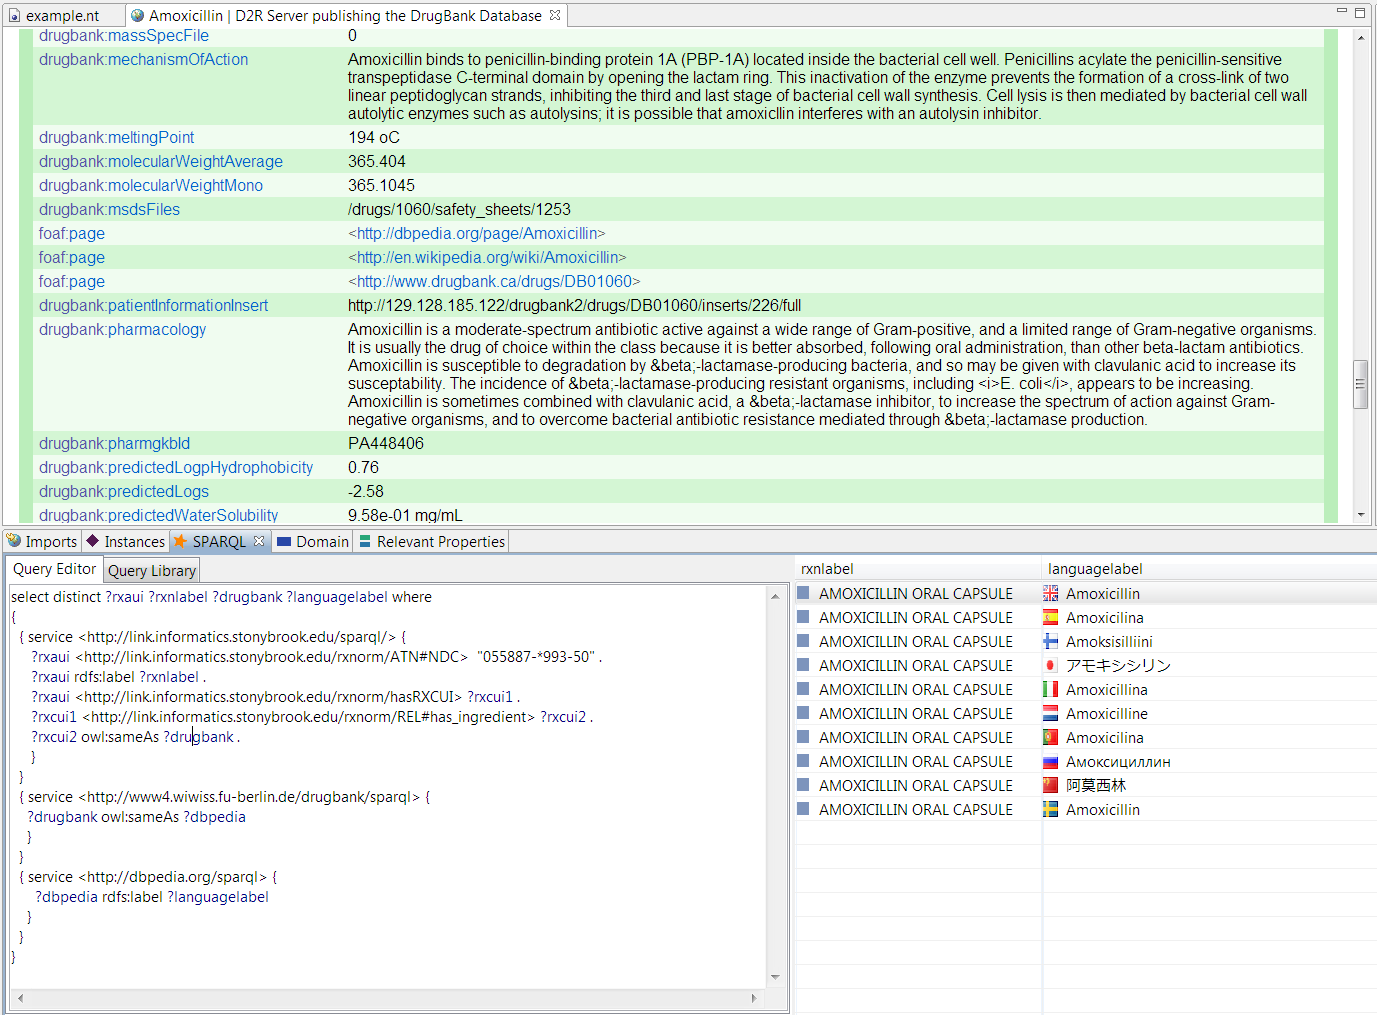 example.nt
Amoxicillin | D2R Server publishing the DrugBank Database
drugbank:massSpecFile 0
drugbank:mechanismOfAction Amoxicillin binds to penicillin-binding protein 1A (PBP-1A) located inside the bacterial cell well. Penicillins acylate the penicillin-sensitive
transpeptidase C-terminal domain by opening the lactam ring. This inactivation of the enzyme prevents the formation of a cross-link of two
linear peptidoglycan strands, inhibiting the third and last stage of bacterial cell wall synthesis. Cell lysis is then mediated by bacterial cell wall
autolytic enzymes such as autolysins; it is possible that amoxicllin interferes with an autolysin inhibitor.
drugbank:meltingPoint 194 oC
drugbank:molecularWeightAverage 365.404
drugbank:molecularWeightMono 365.1045
drugbank:msdsFiles /drugs/1060/safety_sheets/1253
foaf:page <http://dbpedia.org/page/Amoxicillin>
foaf:page <http://en.wikipedia.org/wiki/Amoxicillin>
foaf:page <http://www.drugbank.ca/drugs/DB01060>
drugbank:patientInformationInsert http://129.128.185.122/drugbank2/drugs/DB01060/inserts/226/full
drugbank:pharmacology Amoxicillin is a moderate-spectrum antibiotic active against a wide range of Gram-positive, and a limited range of Gram-negative organisms.
It is usually the drug of choice within the class because it is better absorbed, following oral administration, than other beta-lactam antibiotics.
Amoxicillin is susceptible to degradation by &beta;-lactamase-producing bacteria, and so may be given with clavulanic acid to increase its
susceptability. The incidence of &beta;-lactamase-producing resistant organisms, including <i>E. coli</i>, appears to be increasing.
Amoxicillin is sometimes combined with clavulanic acid, a &beta;-lactamase inhibitor, to increase the spectrum of action against Gram-
negative organisms, and to overcome bacterial antibiotic resistance mediated through &beta;-lactamase production.
drugbank:pharmgkbId PA448406
drugbank:predictedLogpHydrophobicity 0.76
drugbank:predictedLogs -2.58
drugbank:predictedWaterSolubility 9.58e-01 mg/mL
Imports Instances SPARQL Domain Relevant Properties
Query Editor Query Library
select distinct ?rxaui ?rxnlabel ?drugbank ?languagelabel where
{
{ service <http://link.informatics.stonybrook.edu/sparql/> {
?rxaui <http://link.informatics.stonybrook.edu/rxnorm/ATN#NDC> "055887-*993-50" .
?rxaui rdfs:label ?rxnlabel .
?rxaui <http://link.informatics.stonybrook.edu/rxnorm/hasRXCUI> ?rxcui1 .
?rxcui1 <http://link.informatics.stonybrook.edu/rxnorm/REL#has_ingredient> ?rxcui2 .
?rxcui2 owl:sameAs ?drugbank .
}
}
{ service <http://www4.wiwiss.fu-berlin.de/drugbank/sparql> {
?drugbank owl:sameAs ?dbpedia
}
}
{ service <http://dbpedia.org/sparql> {
?dbpedia rdfs:label ?languagelabel
}
}
}
rxnlabel languagelabel
AMOXICILLIN ORAL CAPSULE Amoxicillin
AMOXICILLIN ORAL CAPSULE Amoxicilina
AMOXICILLIN ORAL CAPSULE Amoksisilliini
AMOXICILLIN ORAL CAPSULE アモキシシリン
AMOXICILLIN ORAL CAPSULE Amoxicillina
AMOXICILLIN ORAL CAPSULE Amoxicilline
AMOXICILLIN ORAL CAPSULE Amoxicilina
AMOXICILLIN ORAL CAPSULE Амоксициллин
AMOXICILLIN ORAL CAPSULE 阿莫西林
AMOXICILLIN ORAL CAPSULE Amoxicillin